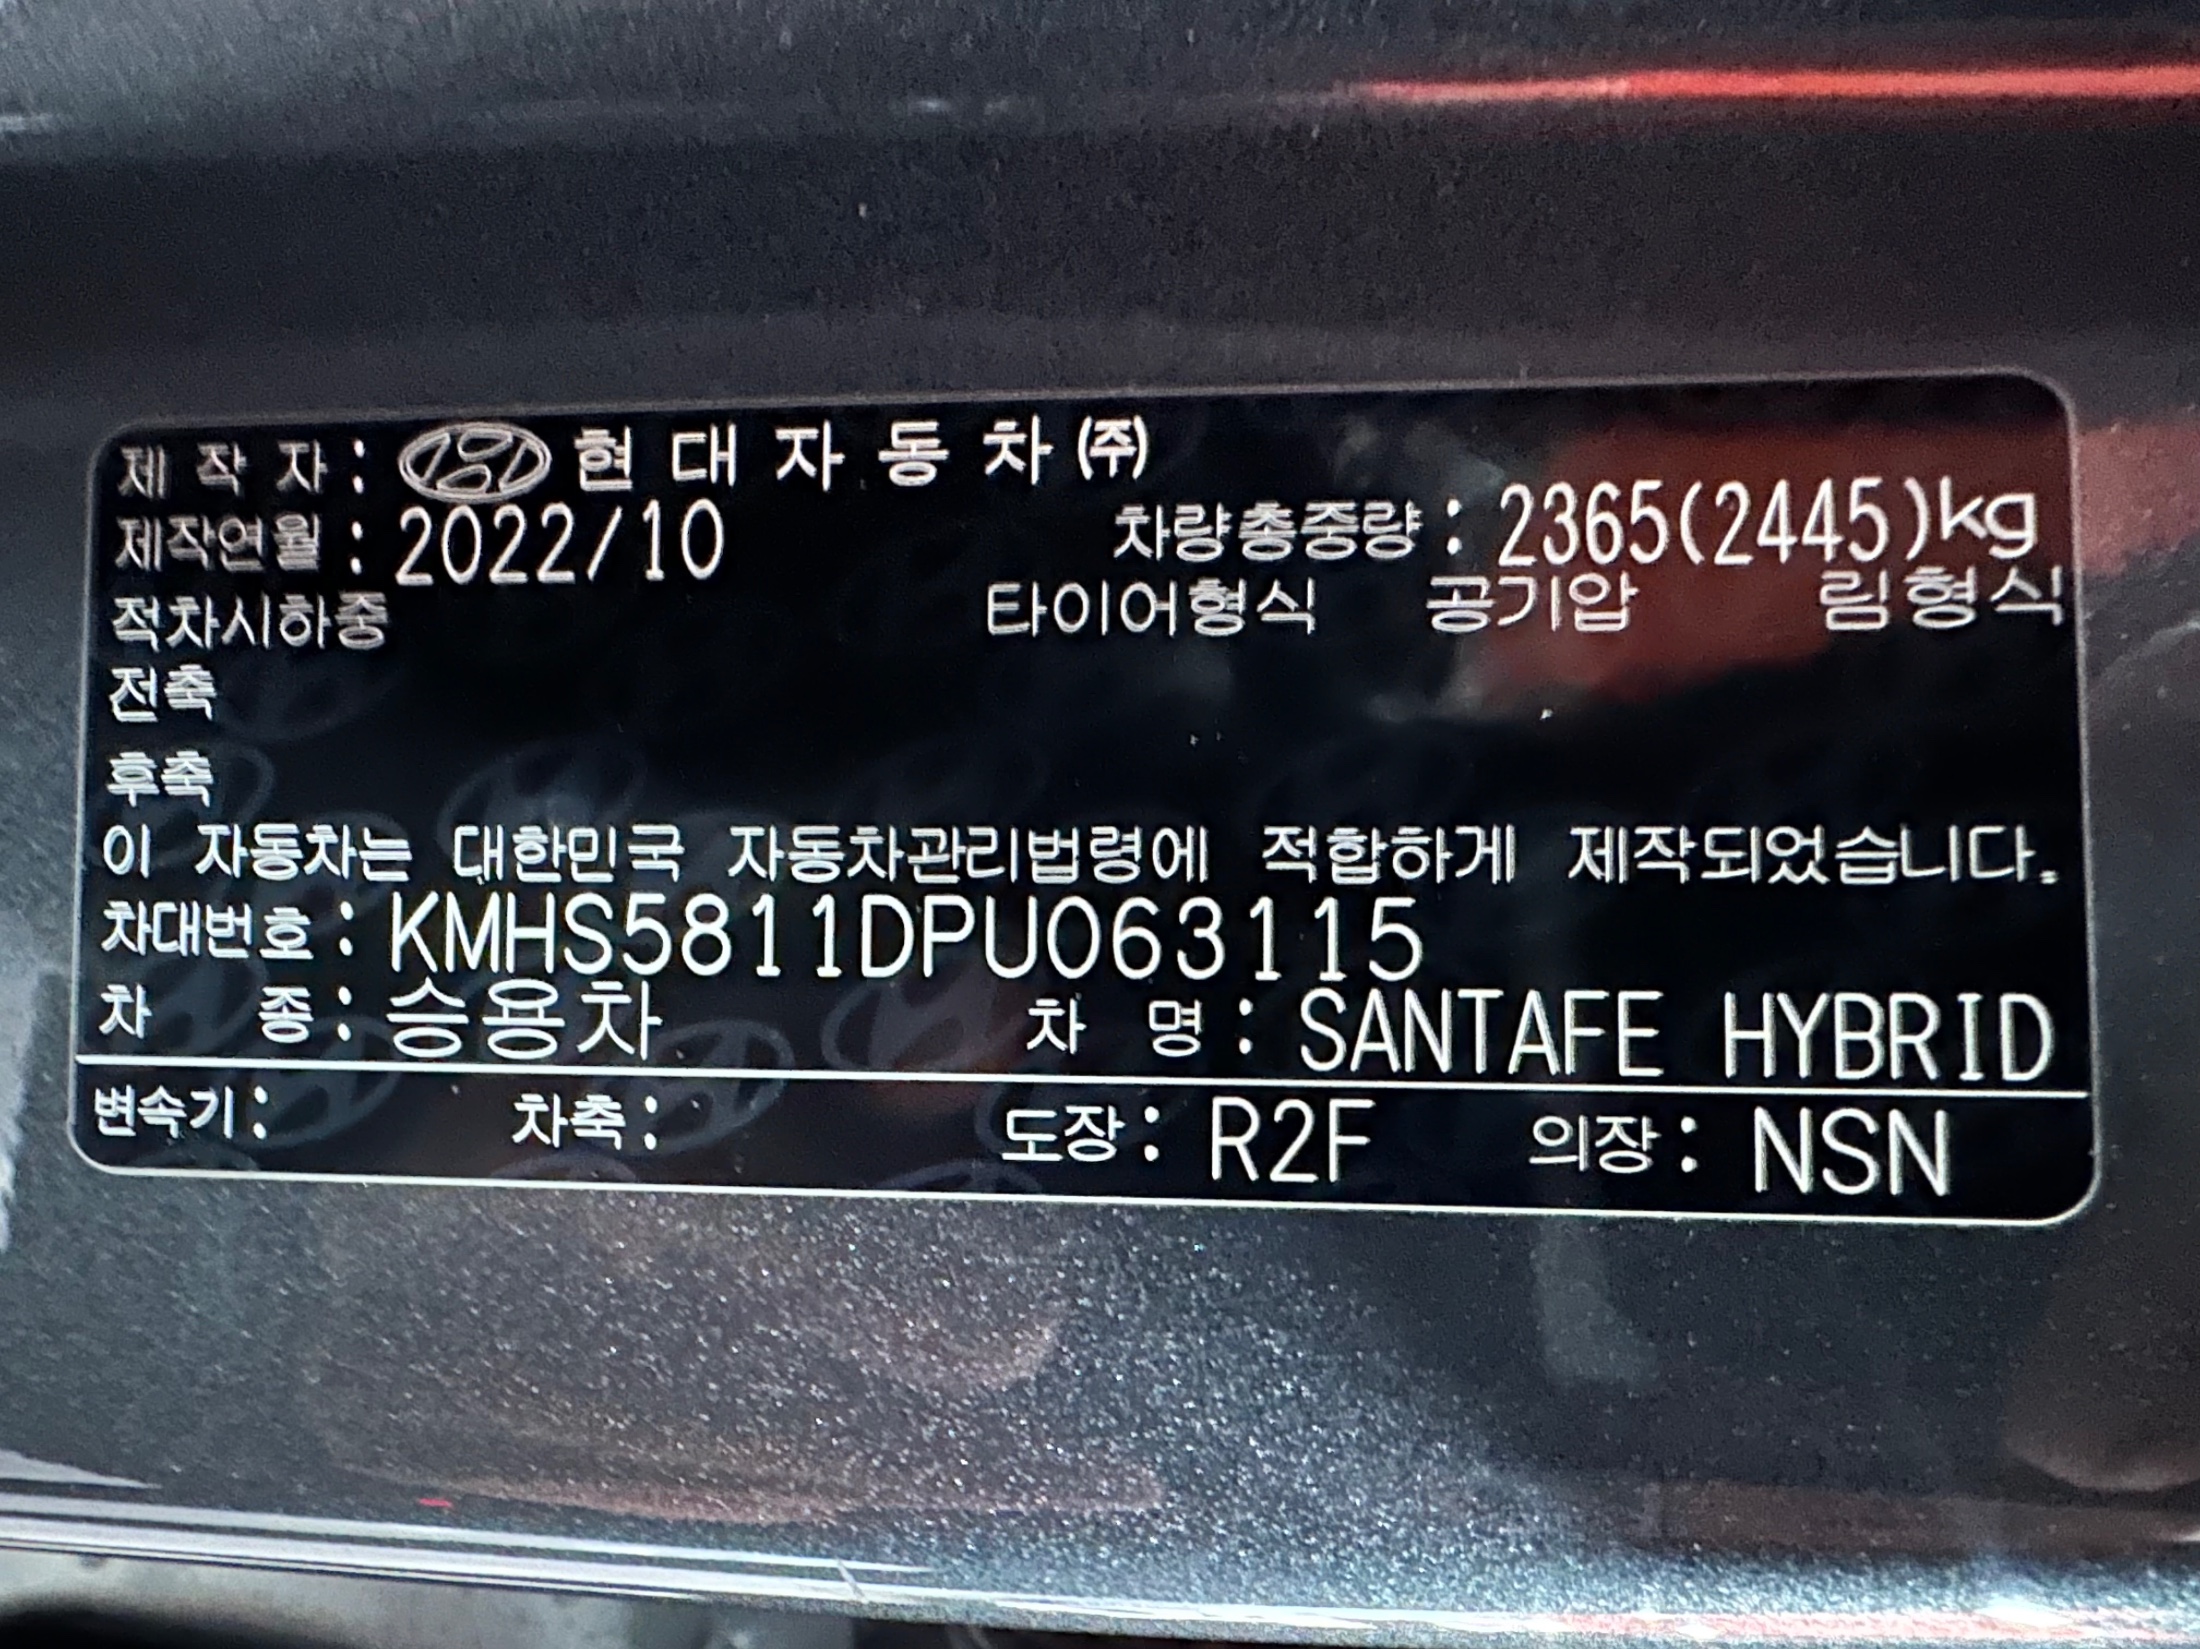 제 작 자 : 현 대 자 동 차 ㈜
제작연월 : 2022/10 차량총중량 : 2365(2445)kg
적차시하중 타이어형식 공기압 림형식
전축
후축
이 자동차는 대한민국 자동차관리법령에 적합하게 제작되었습니다.
차대번호 : KMHS5811DPU063115
차 종 : 승용차 차 명 : SANTAFE HYBRID
변속기 : 차축 : 도장 : R2F 의장 : NSN